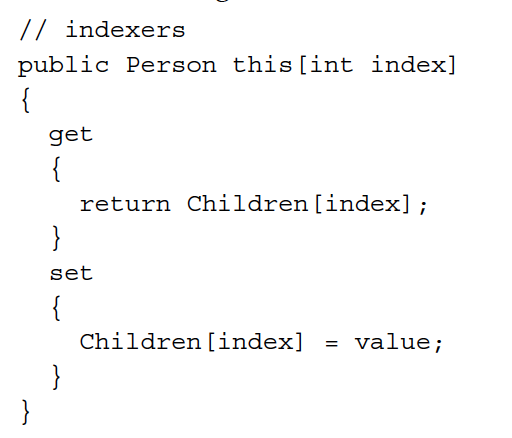 // indexers
public Person this[int index]
{
  get
  {
    return Children[index];
  }
  set
  {
    Children[index] = value;
  }
}